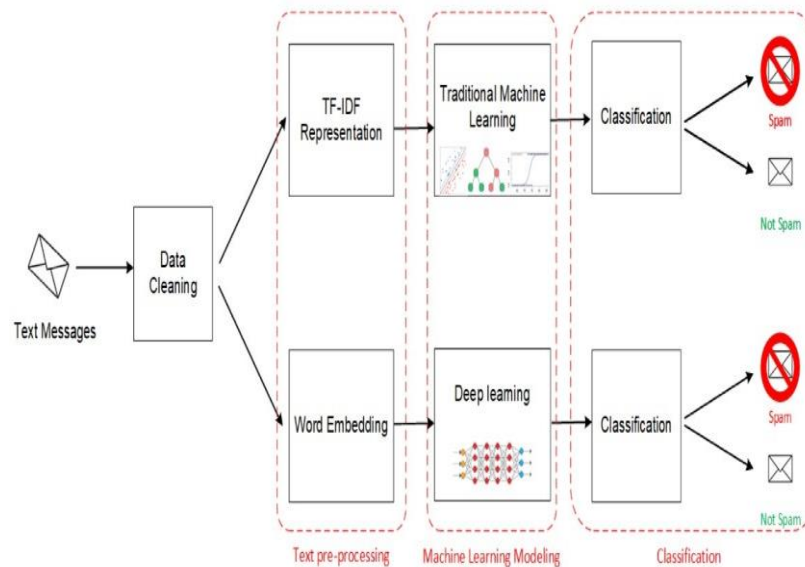 TF-IDF
Representation
Traditional Machine
Learning
Classification
Spam
Not Spam
Data
Cleaning
Text Messages
Word Embedding
Deep learning
Classification
Spam
Not Spam
Text pre-processing
Machine Learning Modeling
Classification